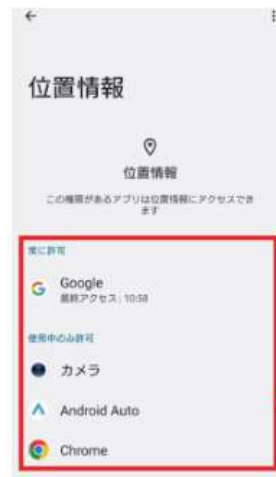 位置情報
位置情報
この権限があるアプリは位置情報にアクセスでき
ます
常に許可
Google
最終アクセス: 10:58
使用中のみ許可
カメラ
Android Auto
Chrome